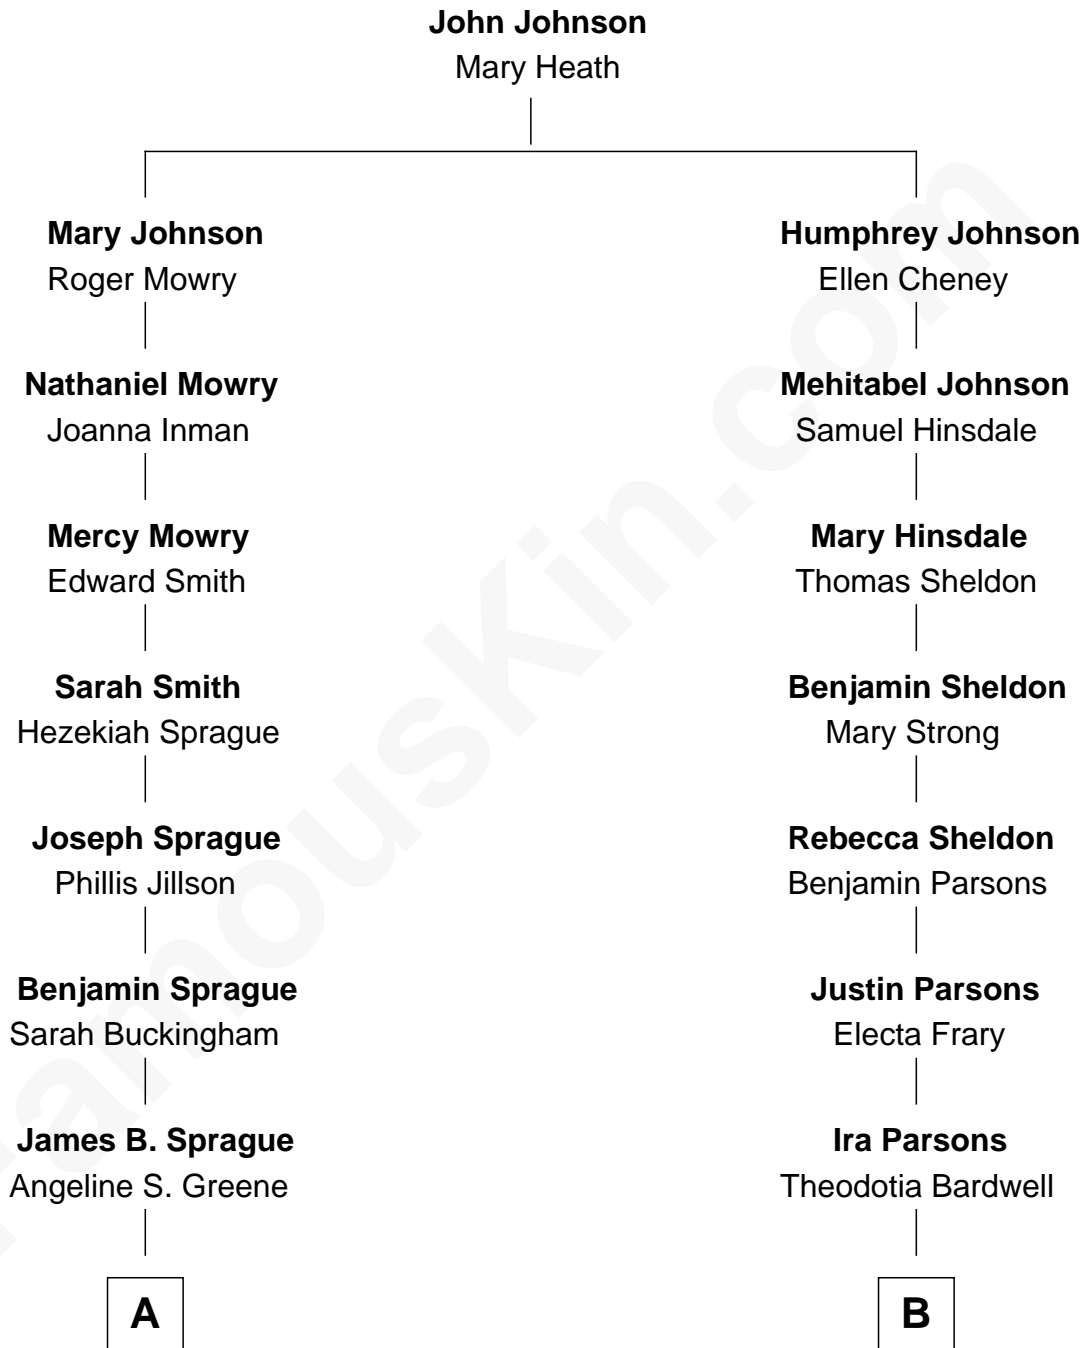 John Johnson
Mary Heath
Mary Johnson
Roger Mowry
Humphrey Johnson
Ellen Cheney
Nathaniel Mowry
Joanna Inman
Mehitabel Johnson
Samuel Hinsdale
Mercy Mowry
Edward Smith
Mary Hinsdale
Thomas Sheldon
Sarah Smith
Hezekiah Sprague
Benjamin Sheldon
Mary Strong
Joseph Sprague
Phillis Jillson
Rebecca Sheldon
Benjamin Parsons
Benjamin Sprague
Sarah Buckingham
Justin Parsons
Electa Frary
James B. Sprague
Angeline S. Greene
Ira Parsons
Theodotia Bardwell
A
B
FamousKin.com